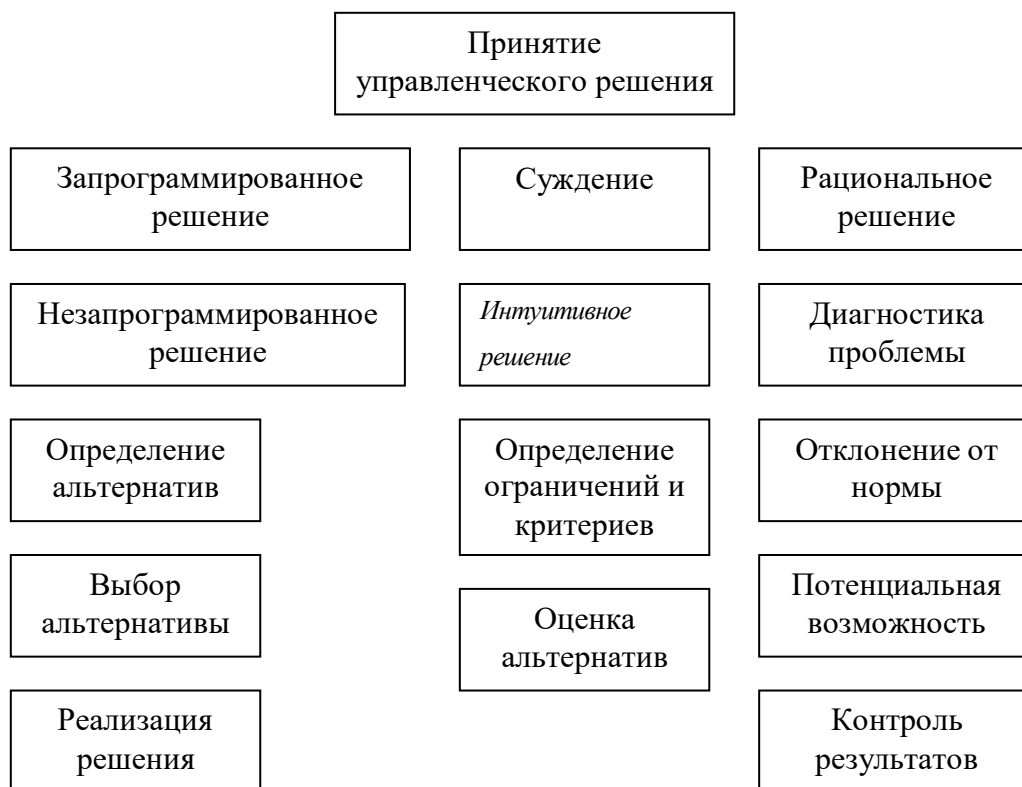 Принятие
управленческого решения
Запрограммированное
решение
Суждение
Рациональное
решение
Незапрограммированное
решение
Интуитивное
решение
Диагностика
проблемы
Определение
альтернатив
Определение
ограничений и
критериев
Отклонение от
нормы
Выбор
альтернативы
Оценка
альтернатив
Потенциальная
возможность
Реализация
решения
Контроль
результатов